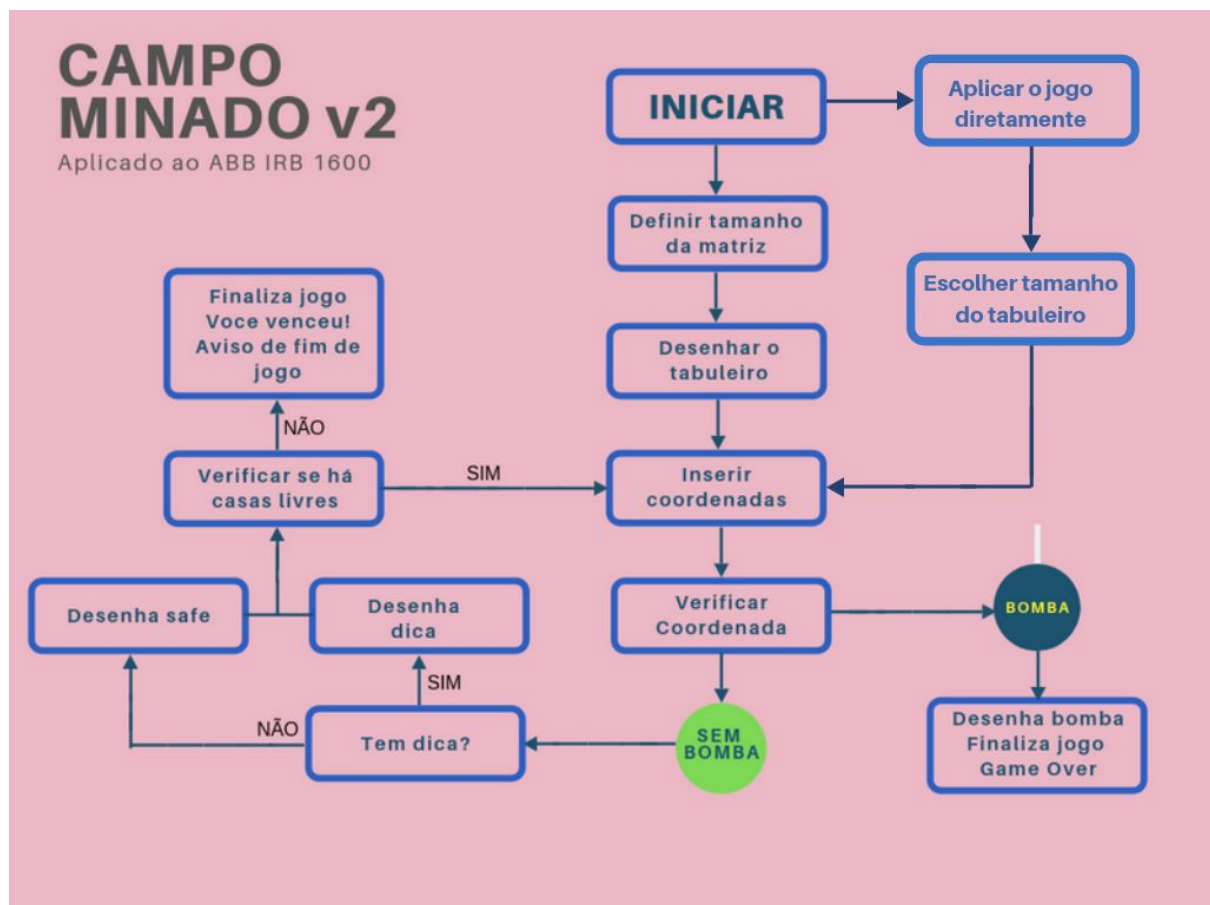 CAMPO
MINADO v2
Aplicado ao ABB IRB 1600
INICIAR
Aplicar o jogo
diretamente
Definir tamanho
da matriz
Escolher tamanho
do tabuleiro
Desenhar o
tabuleiro
Finaliza jogo
Voce venceu!
Aviso de fim de
jogo
NÃO
Verificar se há
casas livres
SIM
Inserir
coordenadas
Verificar
Coordenada
BOMBA
Desenha safe
Desenha
dica
SIM
NÃO
Tem dica?
SEM
BOMBA
Desenha bomba
Finaliza jogo
Game Over